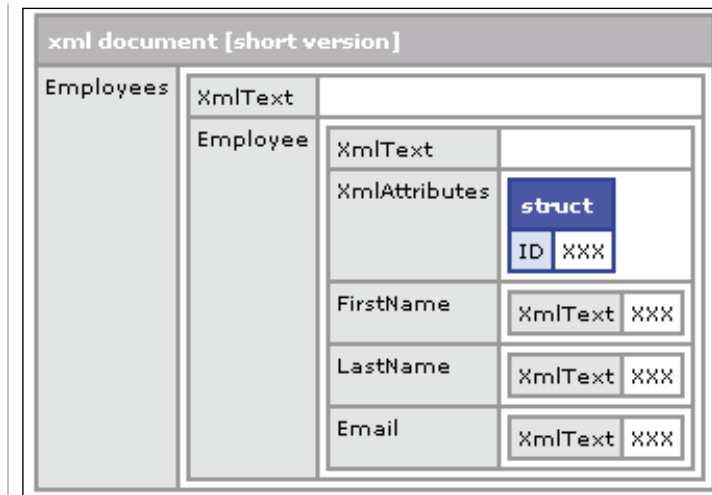 xml document [short version]
Employees XmlText
Employee XmlText
XmlAttributes struct
ID XXX
FirstName XmlText XXX
LastName XmlText XXX
Email XmlText XXX